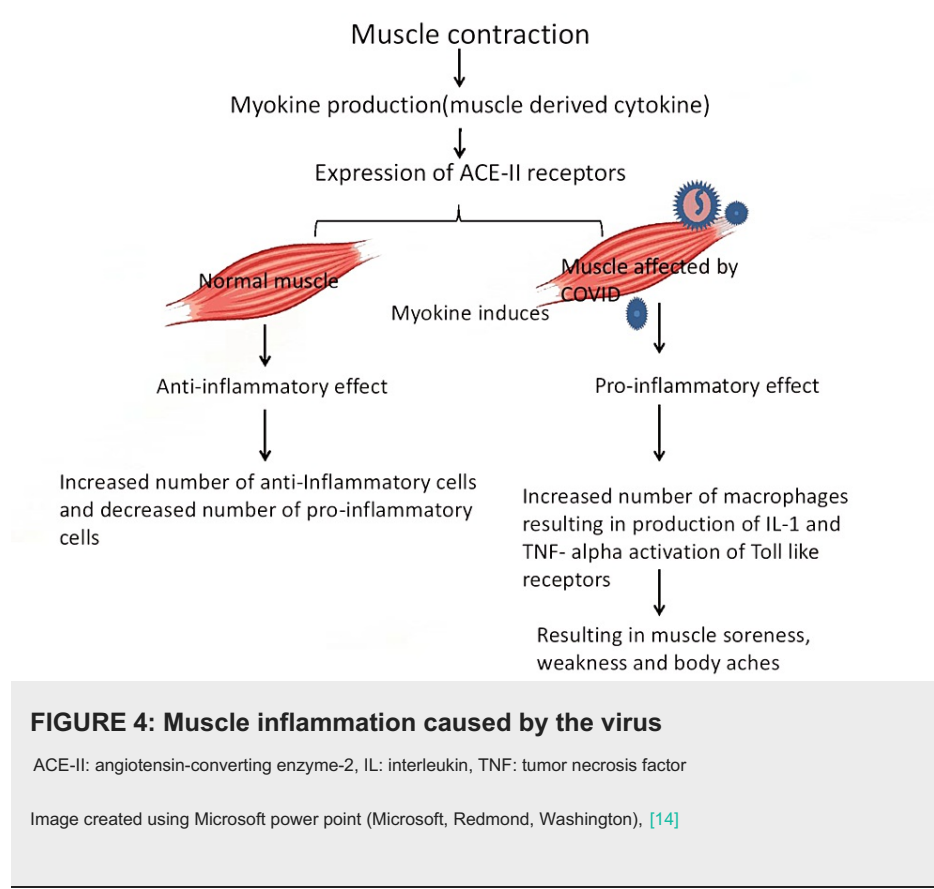 Muscle contraction
Myokine production(muscle derived cytokine)
Expression of ACE-II receptors
Normal muscle
Muscle affected by
COVID
Myokine induces
Anti-inflammatory effect
Pro-inflammatory effect
Increased number of anti-Inflammatory cells
and decreased number of pro-inflammatory
cells
Increased number of macrophages
resulting in production of IL-1 and
TNF- alpha activation of Toll like
receptors
Resulting in muscle soreness,
weakness and body aches
FIGURE 4: Muscle inflammation caused by the virus
ACE-II: angiotensin-converting enzyme-2, IL: interleukin, TNF: tumor necrosis factor
Image created using Microsoft power point (Microsoft, Redmond, Washington), [14]